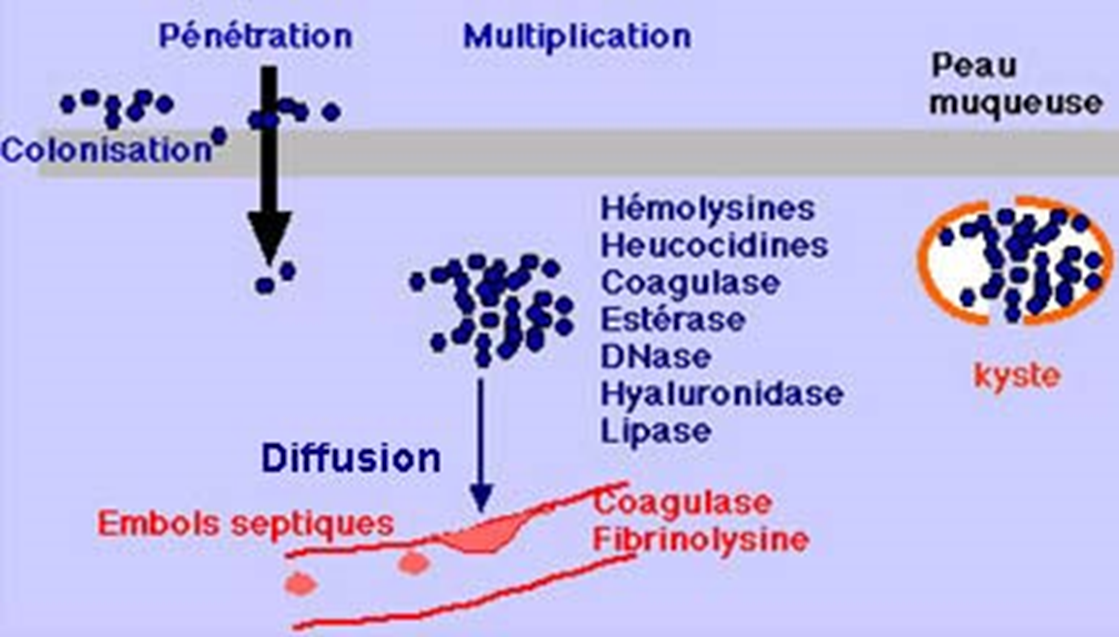 Pénétration
Multiplication
Peau
muqueuse
Colonisation
Hémolysines
Heucocidines
Coagulase
Estérase
DNase
Hyaluronidase
Lipase
kyste
Diffusion
Embols septiques
Coagulase
Fibrinolysine